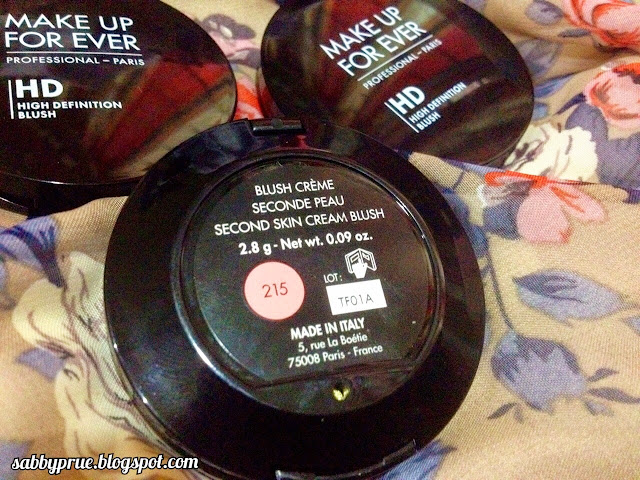 MAKE UP
FOR EVER
PROFESSIONAL – PARIS
HD
HIGH DEFINITION
BLUSH
MAKE UP
FOR EVER
PROFESSIONAL – PARIS
HD
HIGH DEFINITION
BLUSH
BLUSH CRÈME
SECONDE PEAU
SECOND SKIN CREAM BLUSH
2.8 g - Net wt. 0.09 oz.
215
LOT :
TF01A
MADE IN ITALY
5, rue La Boétie
75008 Paris - France
sabbyprue.blogspot.com